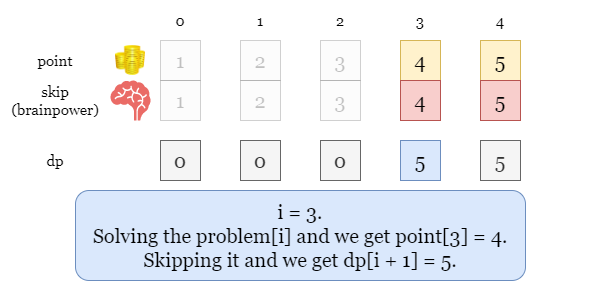 0 1 2 3 4
point 1 2 3 4 5
skip
(brainpower) 1 2 3 4 5
dp 0 0 0 5 5
i = 3.
Solving the problem[i] and we get point[3] = 4.
Skipping it and we get dp[i + 1] = 5.